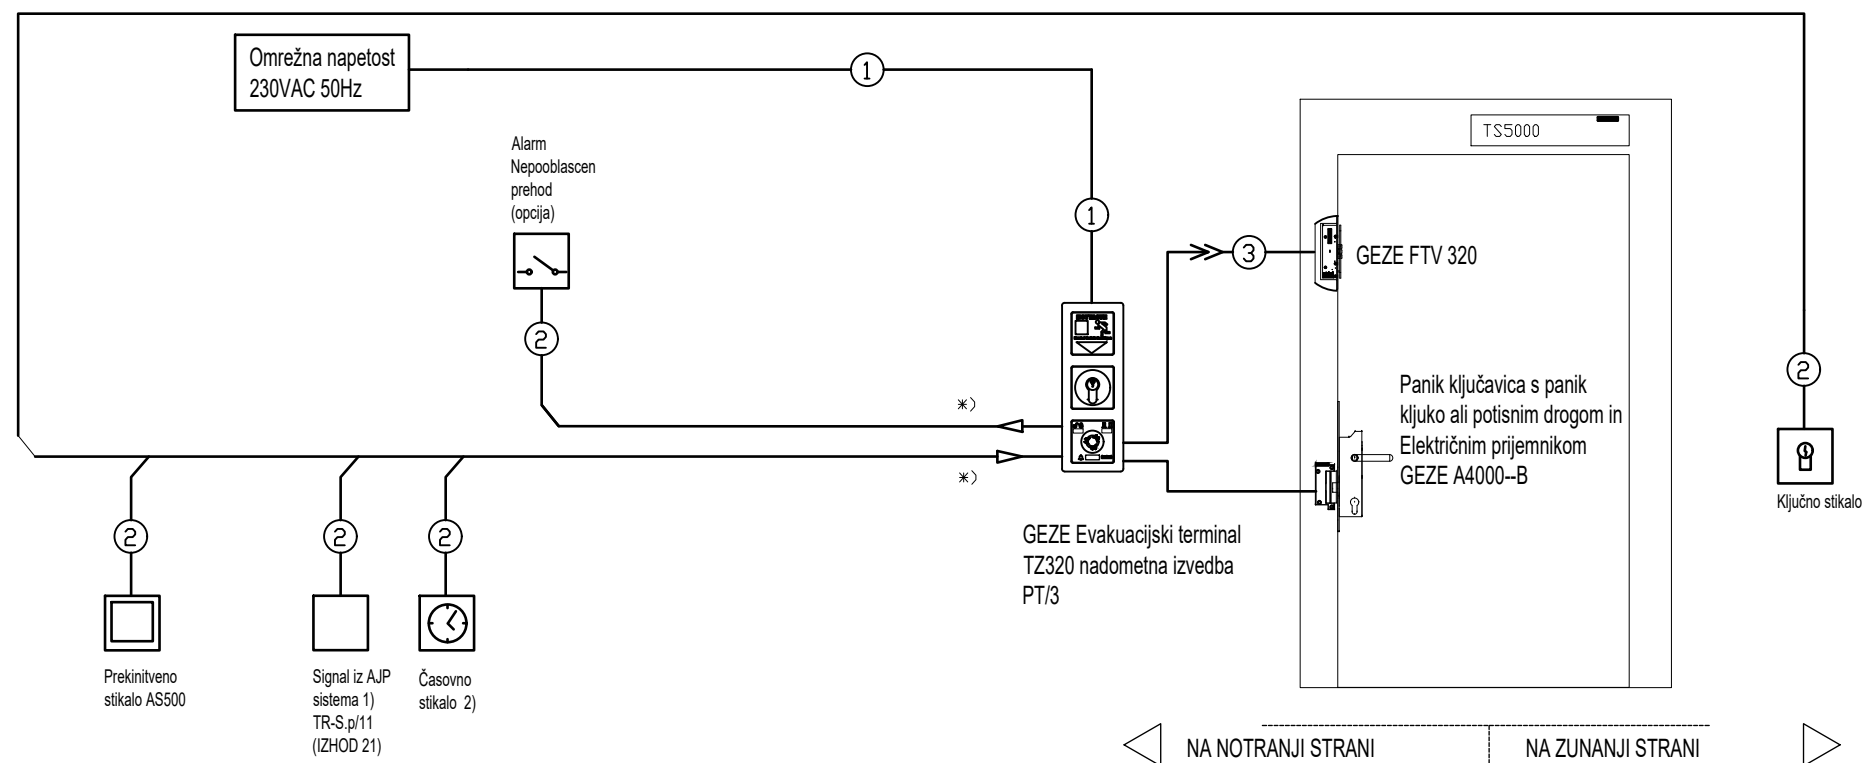 Omrežna napetost
230VAC 50Hz
1
Alarm
Nepooblascen
prehod
(opcija)
2
1
TS5000
3
GEZE FTV 320
Panik ključavica s panik
kljuko ali potisnim drogom in
Električnim prijemnikom
GEZE A4000--B
2
Ključno stikalo
*)
*)
GEZE Evakuacijski terminal
TZ320 nadometna izvedba
PT/3
2
2
2
Prekinitveno
stikalo AS500
Signal iz AJP
sistema 1)
TR-S.p/11
(IZHOD 21)
Časovno
stikalo 2)
NA NOTRANJI STRANI
NA ZUNANJI STRANI